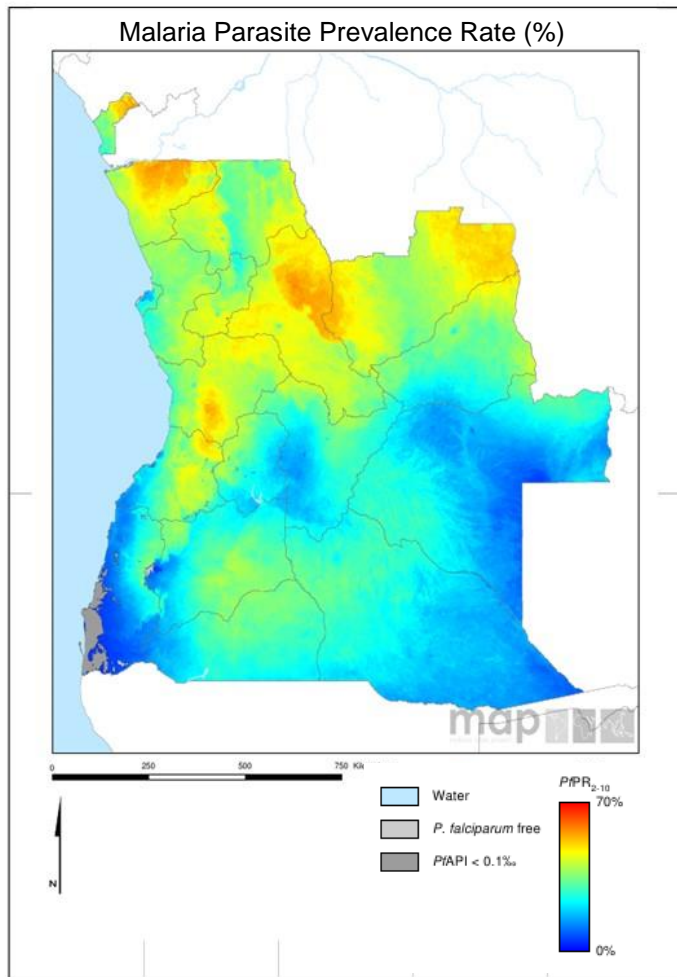 Malaria Parasite Prevalence Rate (%)
map
0 250 500 750
Water
P. falciparum free
PfAPI < 0.1‰
PfPR2-10
70%
0%
N